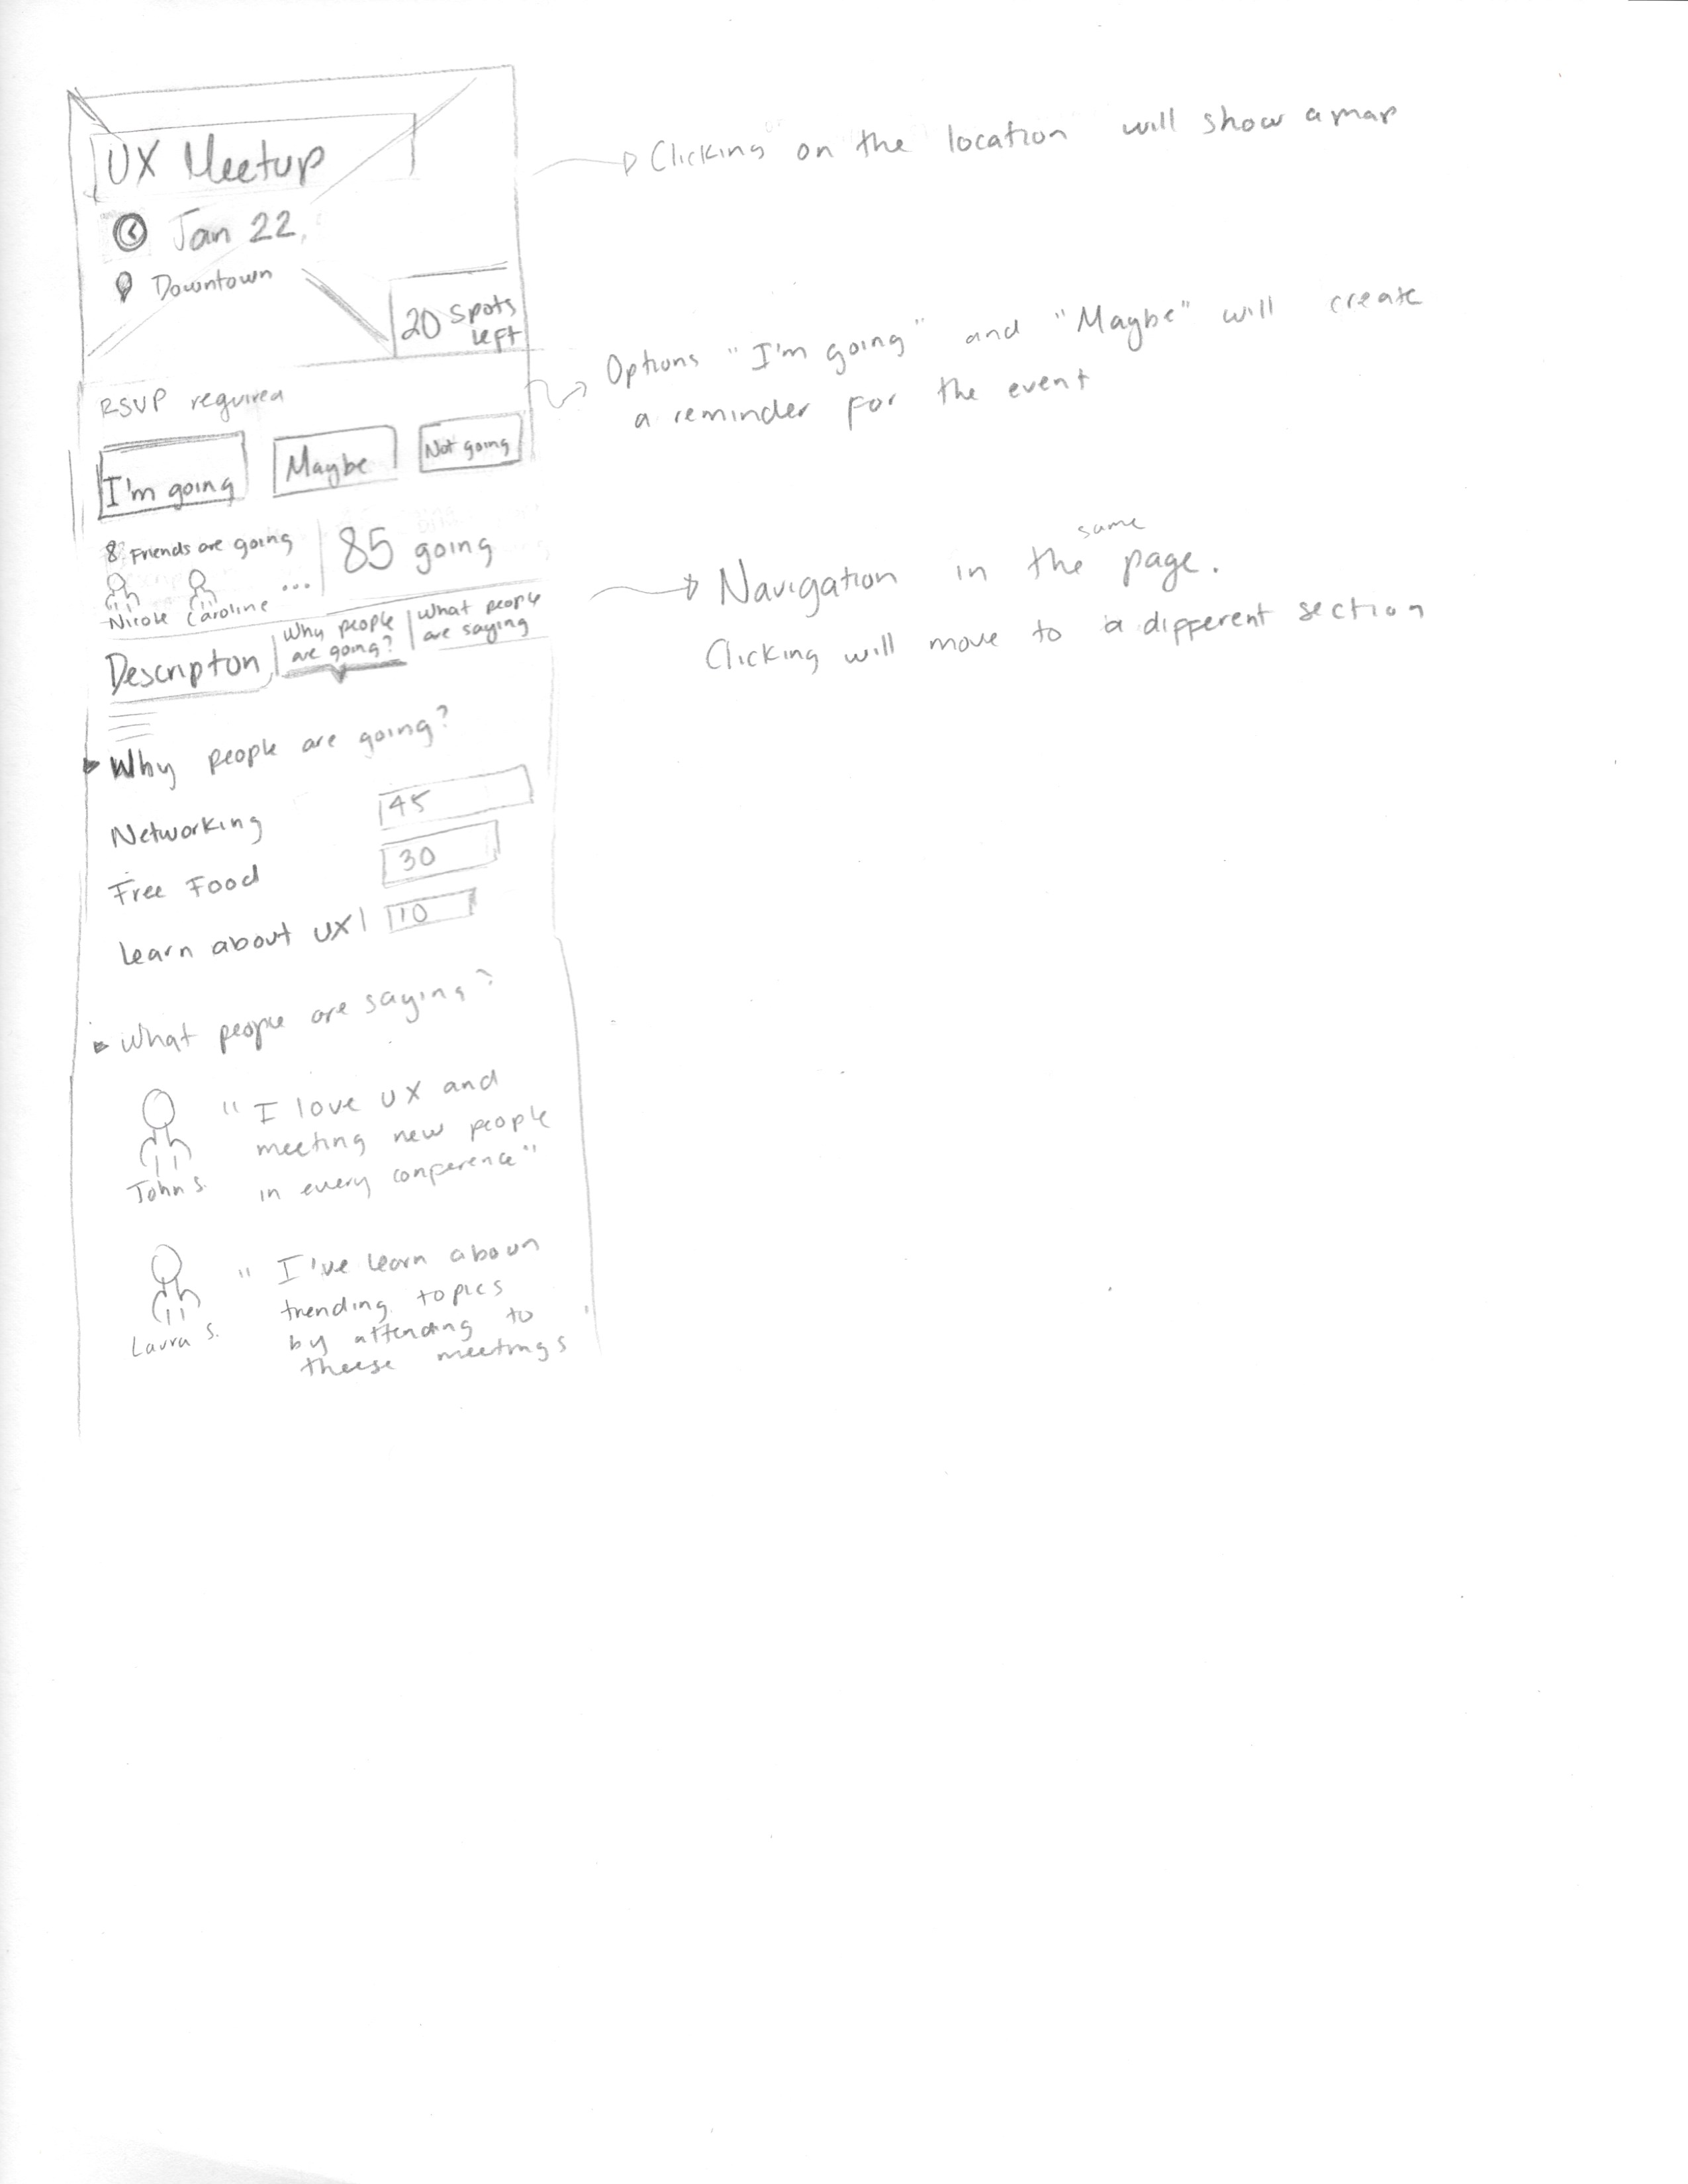 UX Meetup
Jan 22,
Downtown
20 spots
left
RSVP required
I'm going
Maybe
Not going
8 Friends are going
85 going
Nicole Caroline ...
Description
Why people
are going?
What people
are saying
Why people are going?
Networking 45
Free Food 30
Learn about UX 10
What people are saying?
"I love UX and
meeting new people
in every conference"
John S.
"I've learn aboun
trending topics
by attending to
theese meetings"
Laura S.
Clicking on the location will show a map
Options "I'm going" and "Maybe" will create
a reminder for the event
Navigation in the same page.
Clicking will move to a different section